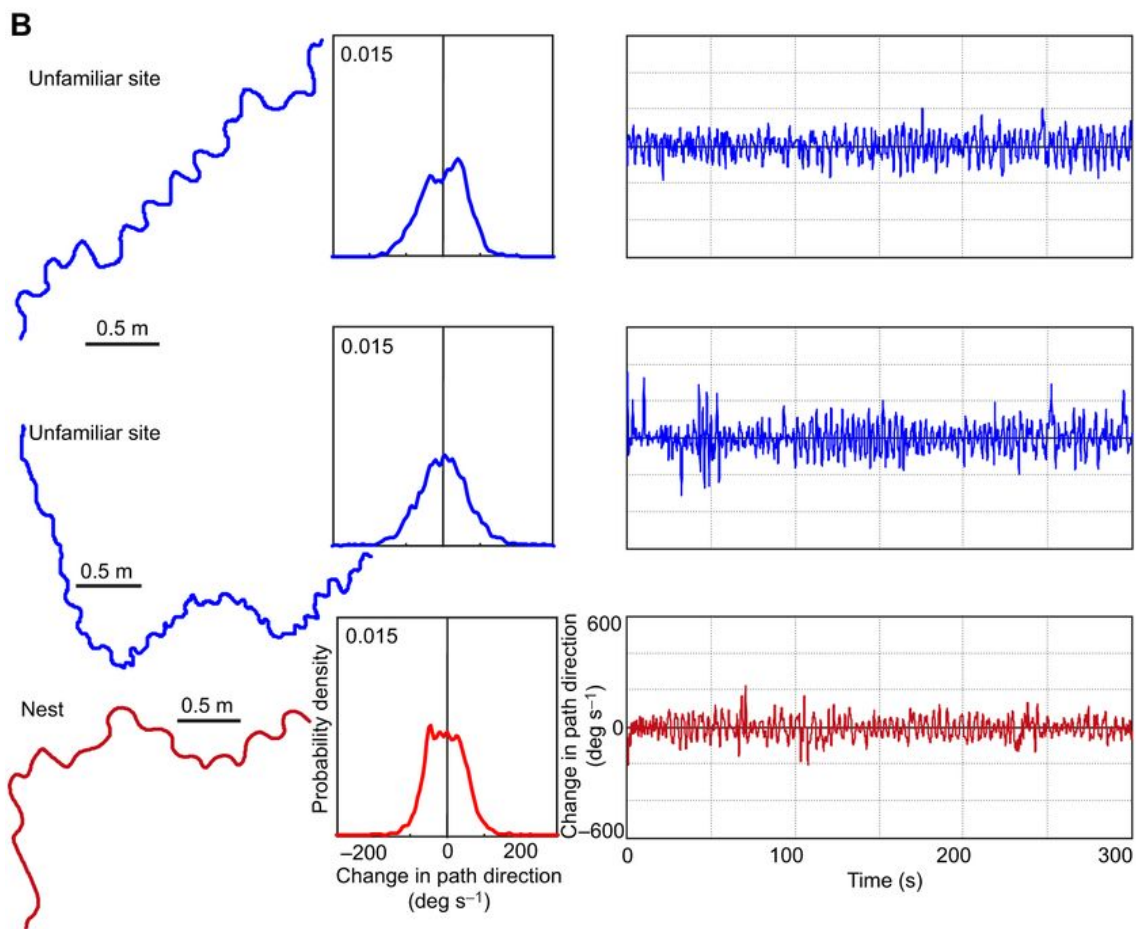 B
Unfamiliar site
0.015
0.5 m
Unfamiliar site
0.015
0.5 m
Nest
0.5 m
0.015
Probability density
–200 0 200
Change in path direction
(deg s–1)
Change in path direction
(deg s–1)
600
0
–600
0 100 200 300
Time (s)